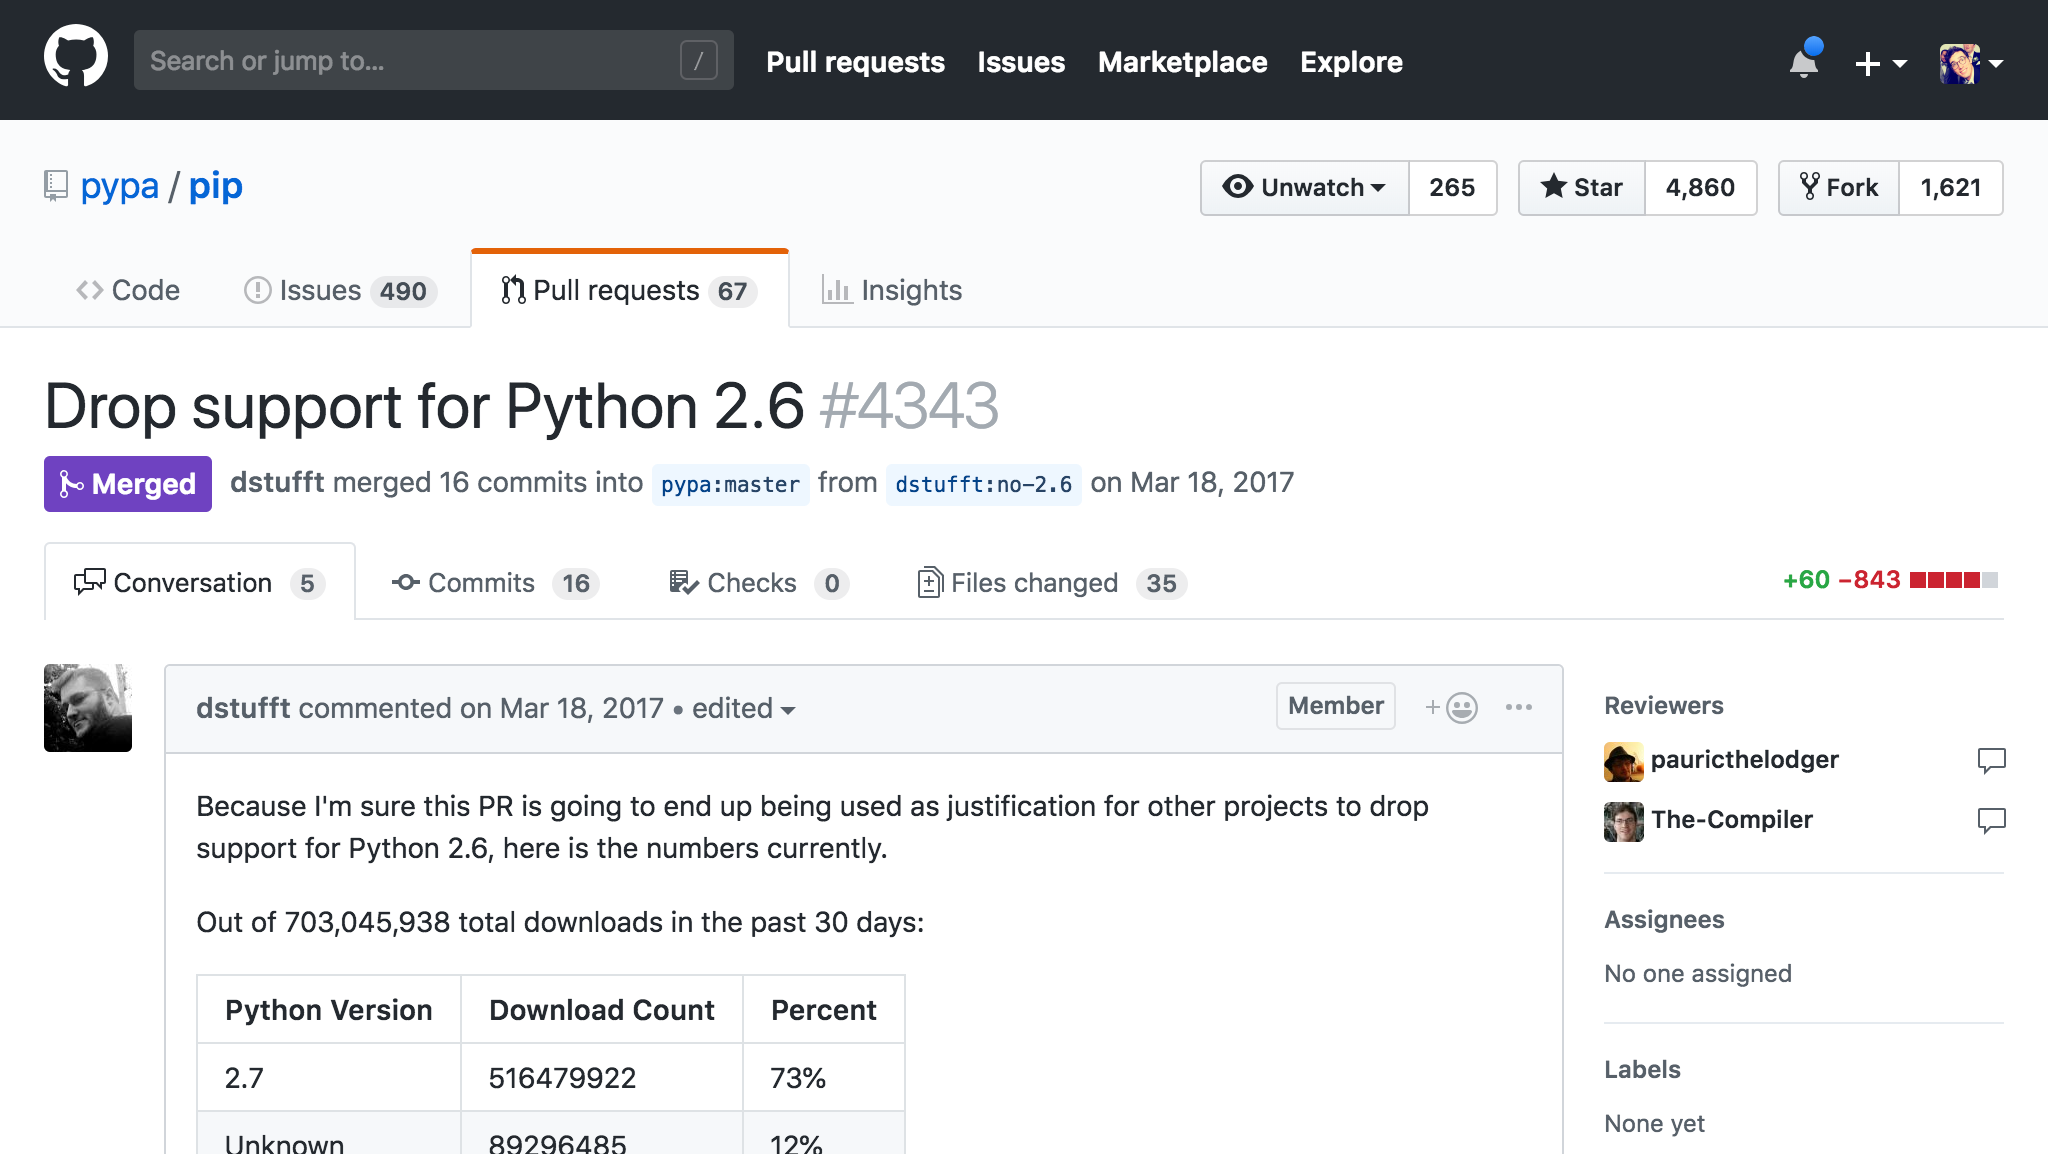 Search or jump to... /
Pull requests Issues Marketplace Explore
pypa / pip
Unwatch 265 Star 4,860 Fork 1,621
Code Issues 490 Pull requests 67 Insights
Drop support for Python 2.6 #4343
Merged dstufft merged 16 commits into pypa:master from dstufft:no-2.6 on Mar 18, 2017
Conversation 5 Commits 16 Checks 0 Files changed 35 +60 −843
dstufft commented on Mar 18, 2017 • edited Member
Because I'm sure this PR is going to end up being used as justification for other projects to drop
support for Python 2.6, here is the numbers currently.
Out of 703,045,938 total downloads in the past 30 days:
Python Version Download Count Percent
2.7 516479922 73%
Unknown 89296485 12%
Reviewers
pauricthelodger
The-Compiler
Assignees
No one assigned
Labels
None yet